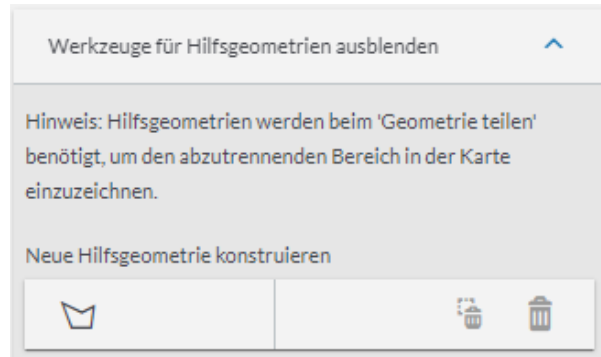 Werkzeuge für Hilfsgeometrien ausblenden
Hinweis: Hilfsgeometrien werden beim 'Geometrie teilen'
benötigt, um den abzutrennenden Bereich in der Karte
einzuzeichnen.
Neue Hilfsgeometrie konstruieren